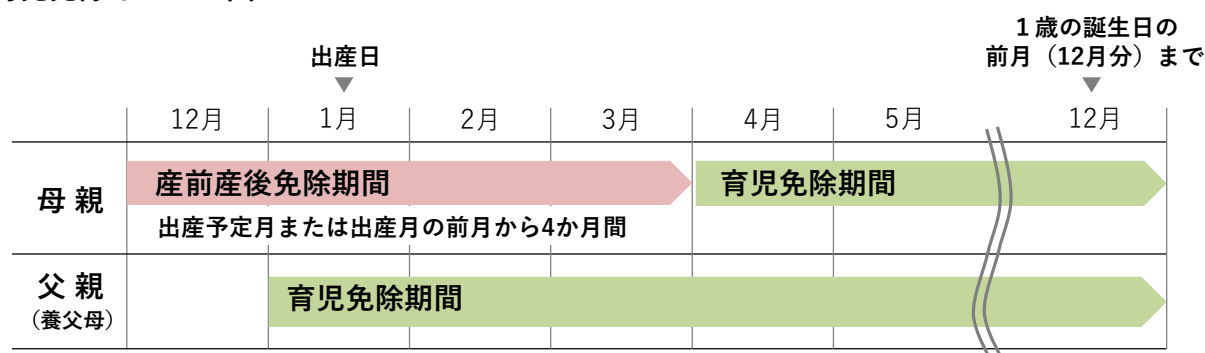 1歳の誕生日の
前月（12月分）まで
出産日
12月 1月 2月 3月 4月 5月 12月
母親
産前産後免除期間
育児免除期間
出産予定月または出産月の前月から4か月間
父親
（養父母）
育児免除期間